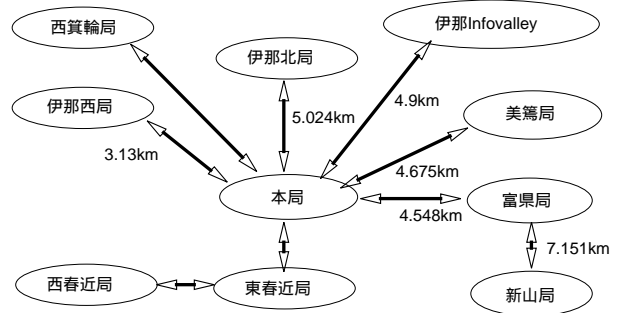 西箕輪局
伊那北局
伊那Infovalley
伊那西局
美篶局
5.024km
4.9km
3.13km
4.675km
本局
富県局
4.548km
7.151km
西春近局
東春近局
新山局